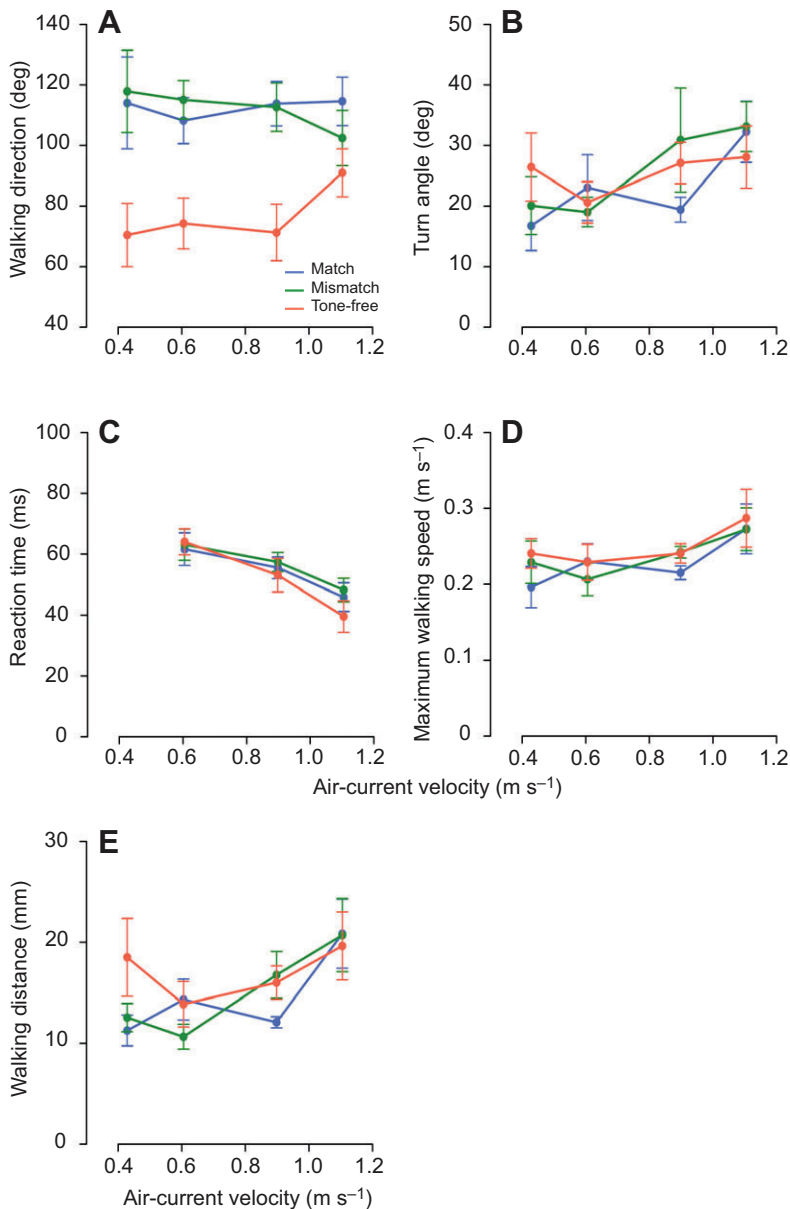 A
140
120
100
80
60
40
Walking direction (deg)
Match
Mismatch
Tone-free
0.4 0.6 0.8 1.0 1.2
B
50
40
30
20
10
0
Turn angle (deg)
0.4 0.6 0.8 1.0 1.2
C
100
80
60
40
20
0
Reaction time (ms)
0.4 0.6 0.8 1.0 1.2
D
0.4
0.3
0.2
0.1
0
Maximum walking speed (m s–1)
0.4 0.6 0.8 1.0 1.2
Air-current velocity (m s–1)
E
30
20
10
0
Walking distance (mm)
0.4 0.6 0.8 1.0 1.2
Air-current velocity (m s–1)